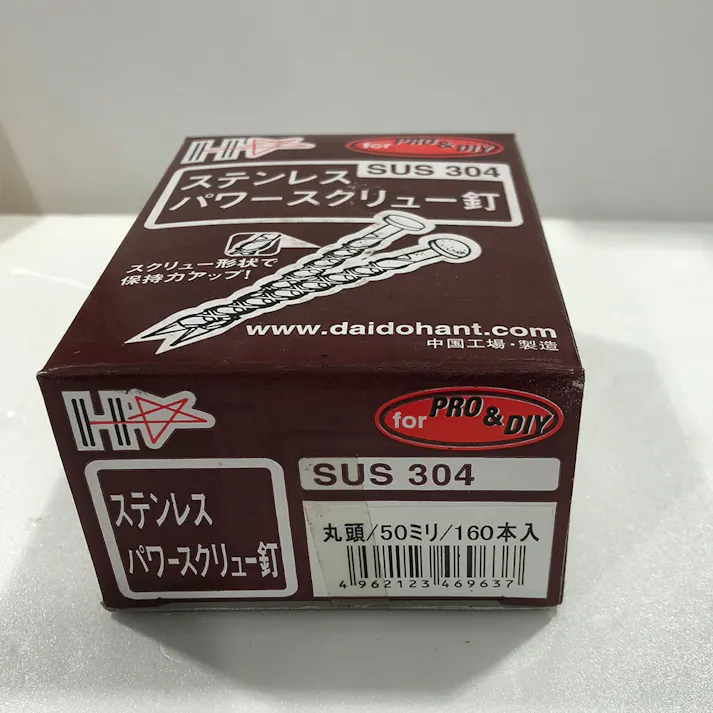 for PRO & DIY
SUS 304
ステンレス
パワースクリュー釘
スクリュー形状で
保持力アップ!
www.daidohant.com
中国工場・製造
for PRO & DIY
SUS 304
ステンレス
パワースクリュー釘
丸頭/50ミリ/160本入
4 962123 469637